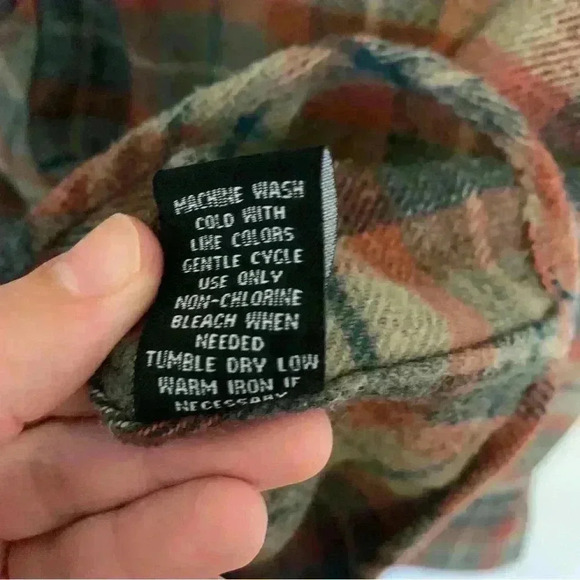 MACHINE WASH
COLD WITH
LIKE COLORS
GENTLE CYCLE
USE ONLY
NON-CHLORINE
BLEACH WHEN
NEEDED
TUMBLE DRY LOW
WARM IRON IF
NECESSARY